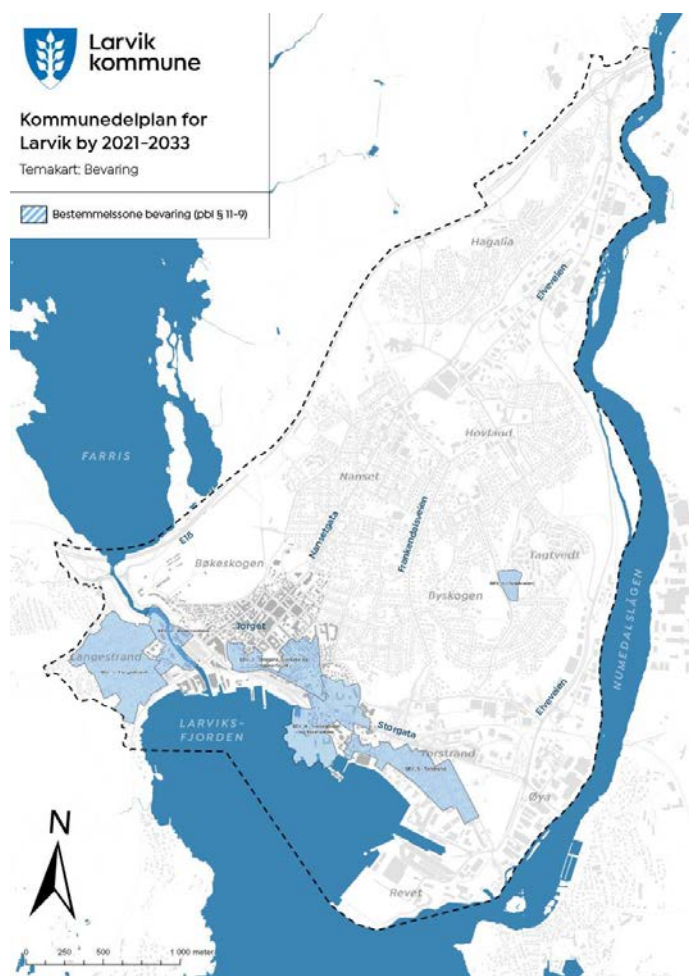 Larvik
kommune
Kommunedelplan for
Larvik by 2021-2033
Temakart: Bevaring
Bestemmelssone bevaring (pbl § 11-9)
Hagalia
Elveveien
FARRIS
Hovland
Nanset
Nansetgata
Frankendalsveien
E18
Bøkeskogen
Tagtvedt
Byskogen
NUMEDALSLÅGEN
Torget
Langestrand
LARVIKS-
FJORDEN
Storgata
Elveveien
Torstrand
Øya
Revet
N
0 250 500 1 000 meter